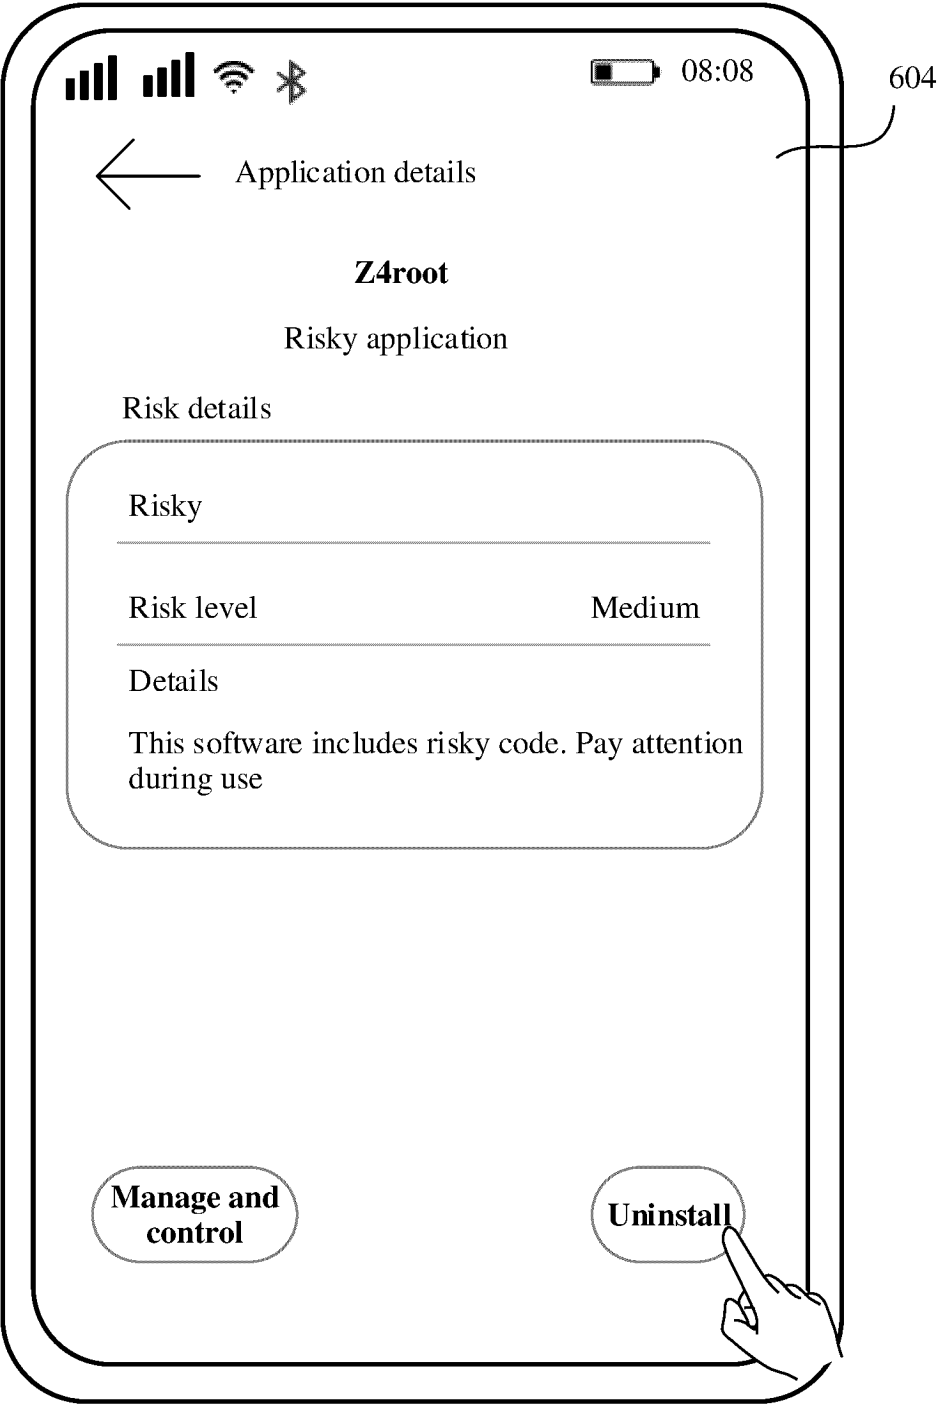 08:08
604
Application details
Z4root
Risky application
Risk details
Risky
Risk level Medium
Details
This software includes risky code. Pay attention
during use
Manage and
control
Uninstall